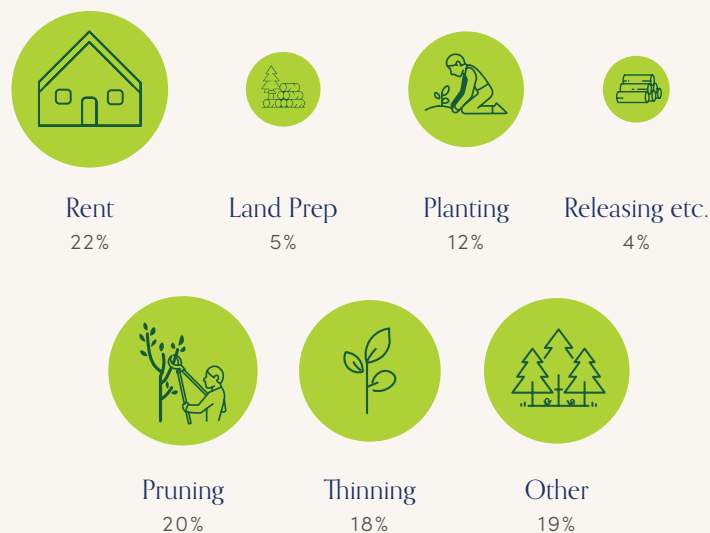 Rent
22%
Land Prep
5%
Planting
12%
Releasing etc.
4%
Pruning
20%
Thinning
18%
Other
19%